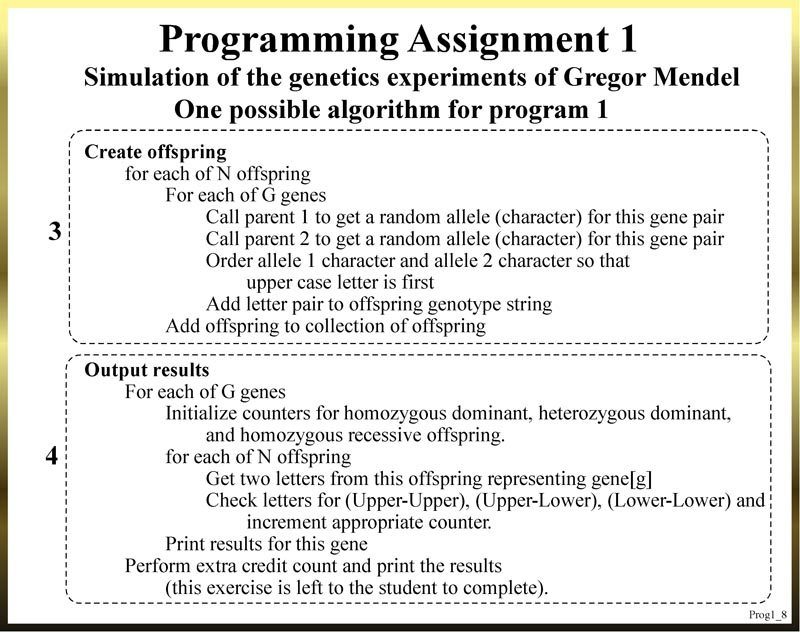 Programming Assignment 1
Simulation of the genetics experiments of Gregor Mendel
One possible algorithm for program 1
3
Create offspring
for each of N offspring
For each of G genes
Call parent 1 to get a random allele (character) for this gene pair
Call parent 2 to get a random allele (character) for this gene pair
Order allele 1 character and allele 2 character so that
upper case letter is first
Add letter pair to offspring genotype string
Add offspring to collection of offspring
4
Output results
For each of G genes
Initialize counters for homozygous dominant, heterozygous dominant,
and homozygous recessive offspring.
for each of N offspring
Get two letters from this offspring representing gene[g]
Check letters for (Upper-Upper), (Upper-Lower), (Lower-Lower) and
increment appropriate counter.
Print results for this gene
Perform extra credit count and print the results
(this exercise is left to the student to complete).
Prog1_8